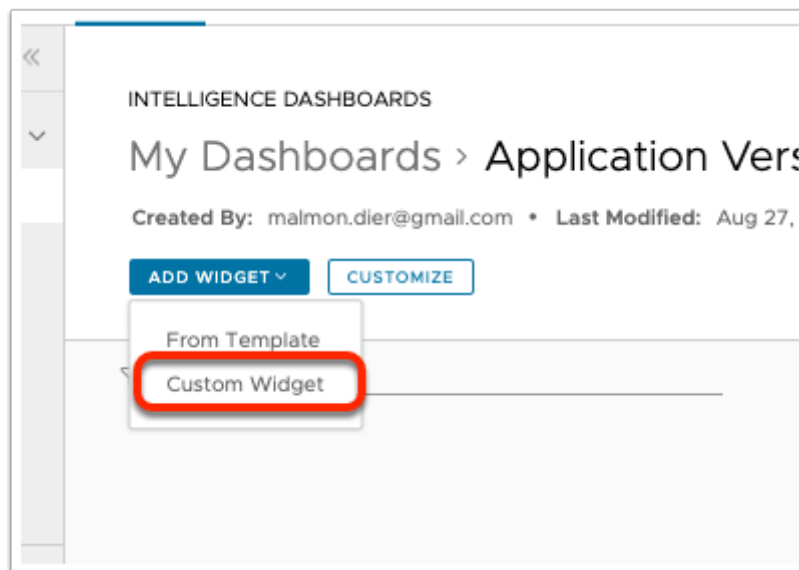 INTELLIGENCE DASHBOARDS
My Dashboards > Application Vers
Created By: malmon.dier@gmail.com • Last Modified: Aug 27,
ADD WIDGET CUSTOMIZE
From Template
Custom Widget